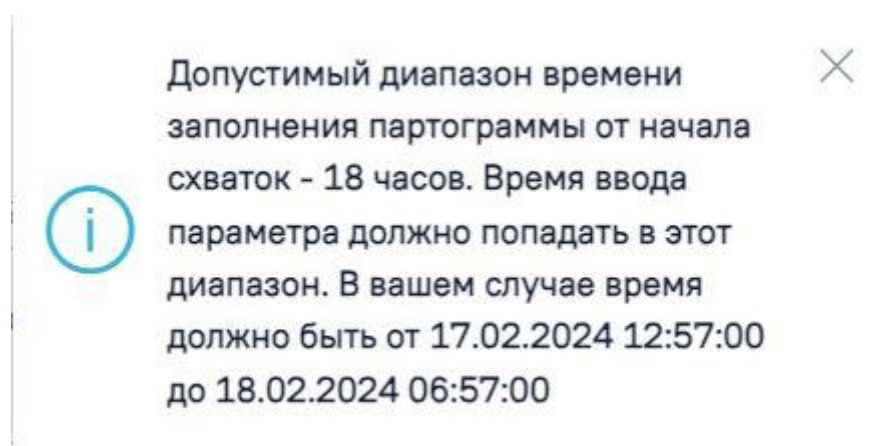 Допустимый диапазон времени
заполнения партограммы от начала
схваток - 18 часов. Время ввода
параметра должно попадать в этот
диапазон. В вашем случае время
должно быть от 17.02.2024 12:57:00
до 18.02.2024 06:57:00